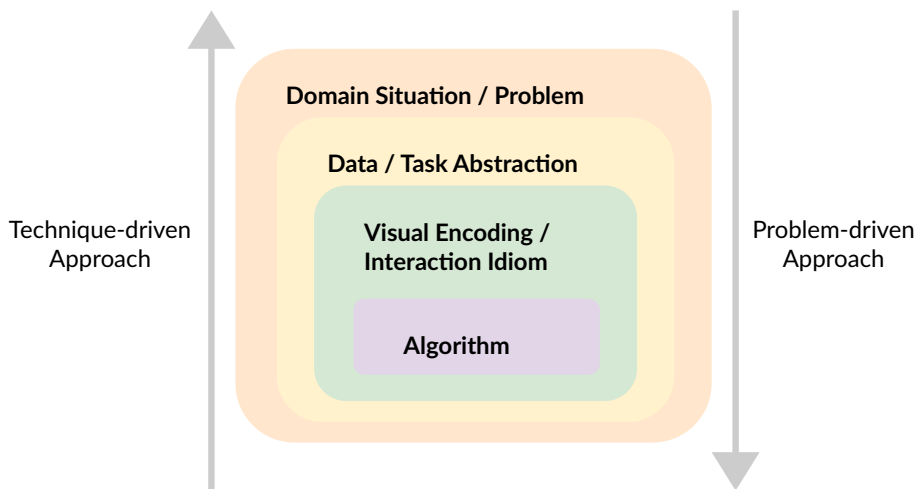 Domain Situation / Problem
Data / Task Abstraction
Technique-driven
Approach
Visual Encoding /
Interaction Idiom
Problem-driven
Approach
Algorithm